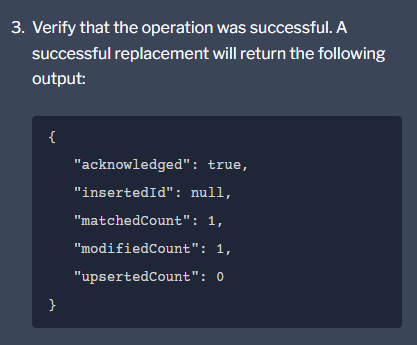 3. Verify that the operation was successful. A
successful replacement will return the following
output:
{
"acknowledged": true,
"insertedId": null,
"matchedCount": 1,
"modifiedCount": 1,
"upsertedCount": 0
}